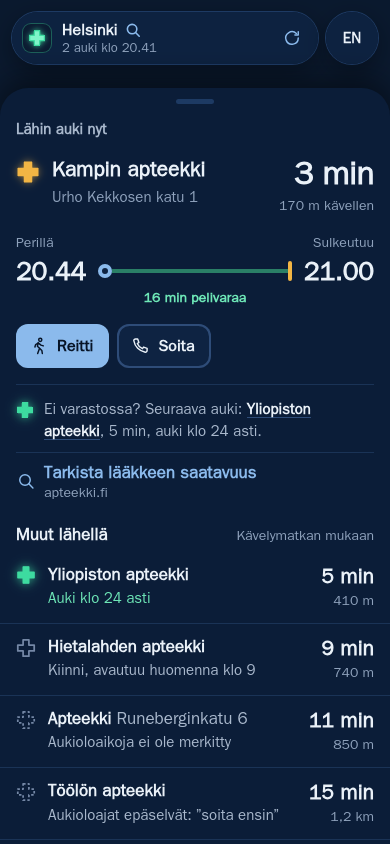 Helsinki
2 auki klo 20.41
EN
Lähin auki nyt
Kampin apteekki
3 min
Urho Kekkosen katu 1
170 m kävellen
Perillä
Sulkeutuu
20.44
21.00
16 min pelivaraa
Reitti
Soita
Ei varastossa? Seuraava auki: Yliopiston
apteekki, 5 min, auki klo 24 asti.
Tarkista lääkkeen saatavuus
apteekki.fi
Muut lähellä
Kävelymatkan mukaan
Yliopiston apteekki
5 min
Auki klo 24 asti
410 m
Hietalahden apteekki
9 min
Kiinni, avautuu huomenna klo 9
740 m
Apteekki Runeberginkatu 6
11 min
Aukioloaikoja ei ole merkitty
850 m
Töölön apteekki
15 min
Aukioloajat epäselvät: ”soita ensin”
1,2 km